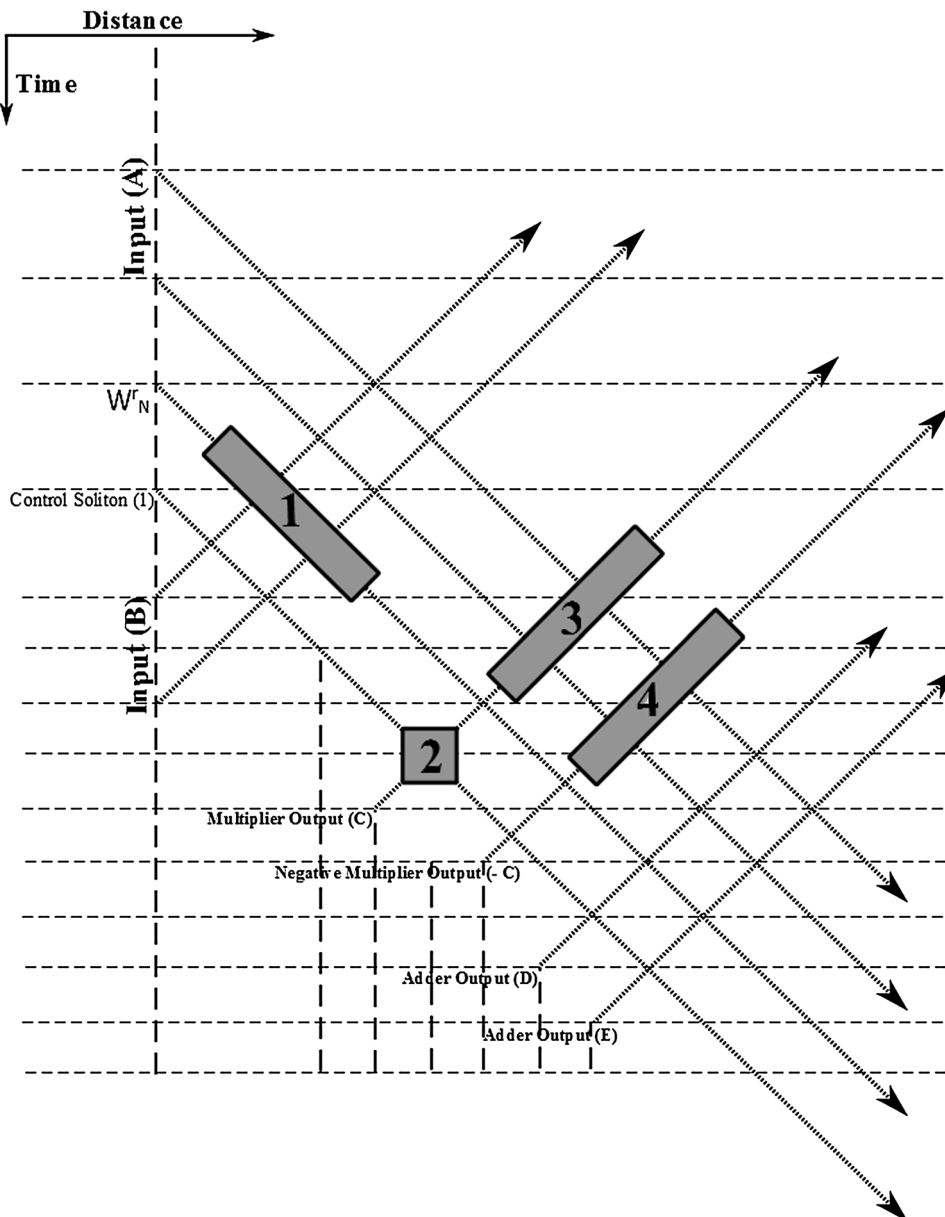 Distance
Time
Input (A)
WʳN
Control Soliton (1)
1
3
Input (B)
4
2
Multiplier Output (C)
Negative Multiplier Output (- C)
Adder Output (D)
Adder Output (E)